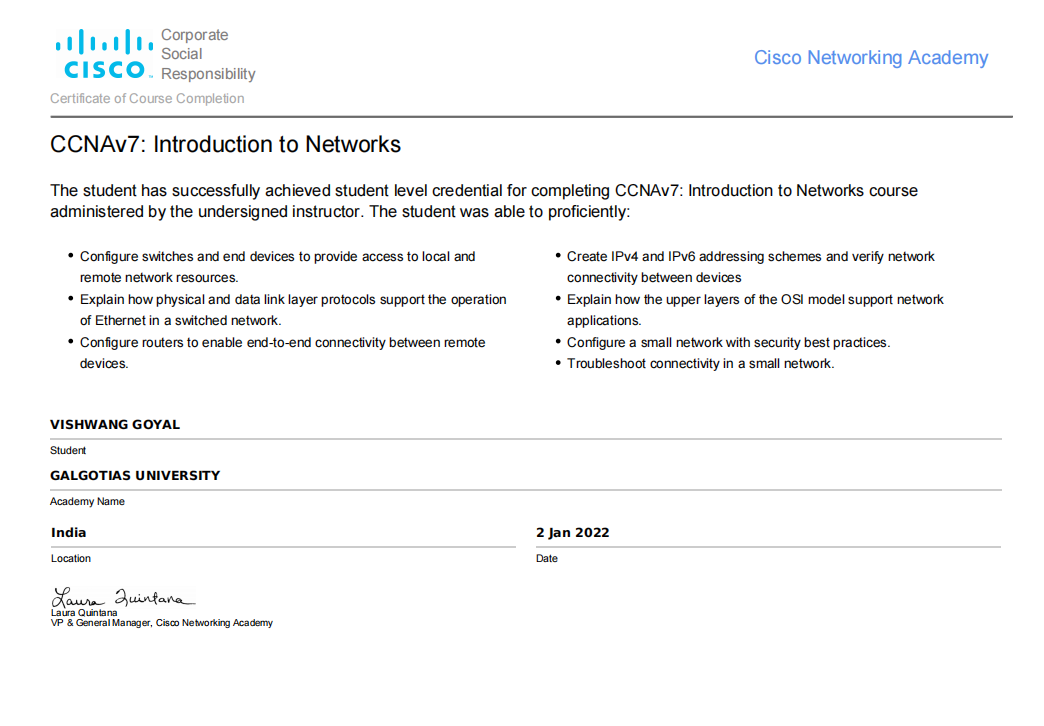 Corporate
Social
Responsibility
CISCO™
Cisco Networking Academy
Certificate of Course Completion
CCNAv7: Introduction to Networks
The student has successfully achieved student level credential for completing CCNAv7: Introduction to Networks course
administered by the undersigned instructor. The student was able to proficiently:
• Configure switches and end devices to provide access to local and
remote network resources.
• Explain how physical and data link layer protocols support the operation
of Ethernet in a switched network.
• Configure routers to enable end-to-end connectivity between remote
devices.
• Create IPv4 and IPv6 addressing schemes and verify network
connectivity between devices
• Explain how the upper layers of the OSI model support network
applications.
• Configure a small network with security best practices.
• Troubleshoot connectivity in a small network.
VISHWANG GOYAL
Student
GALGOTIAS UNIVERSITY
Academy Name
India
Location
2 Jan 2022
Date
Laura Quintana
Laura Quintana
VP & General Manager, Cisco Networking Academy